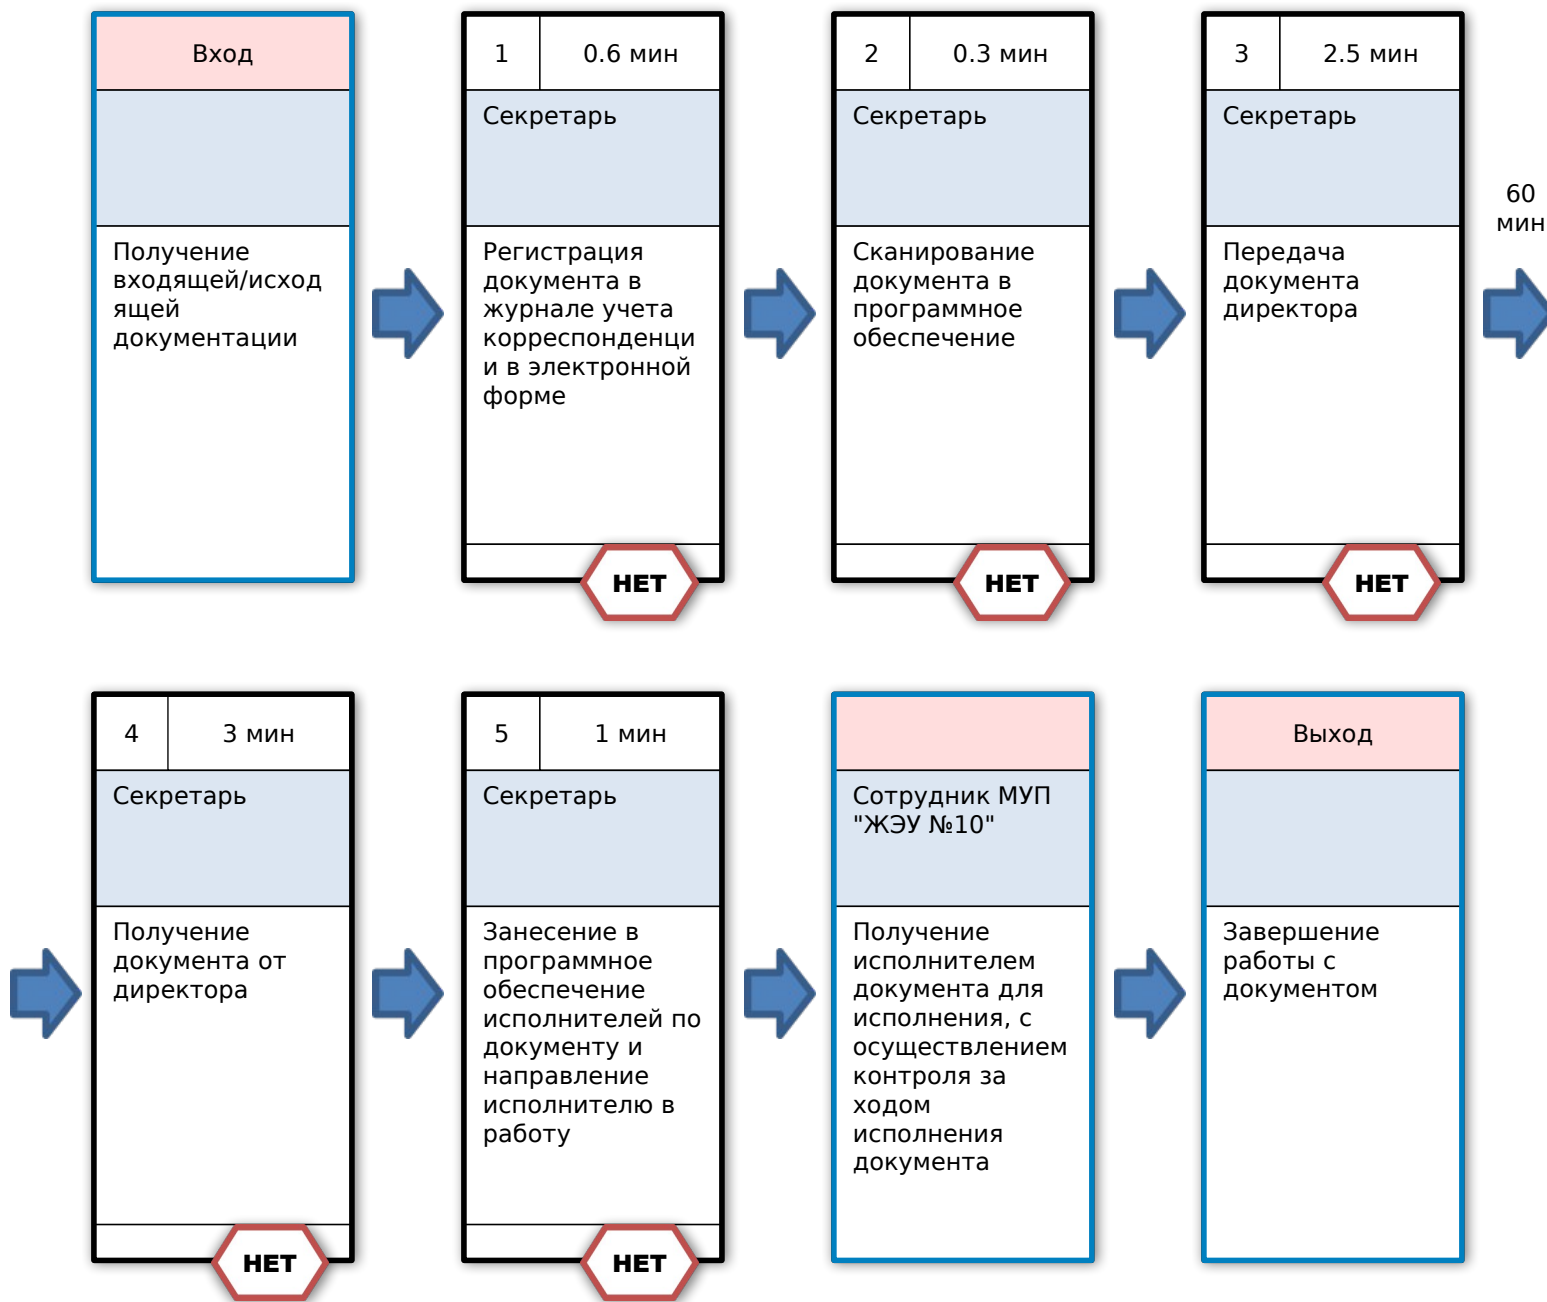 Вход
Получение
входящей/исход
ящей
документации
1 0.6 мин
Секретарь
Регистрация
документа в
журнале учета
корреспонденци
и в электронной
форме
НЕТ
2 0.3 мин
Секретарь
Сканирование
документа в
программное
обеспечение
НЕТ
3 2.5 мин
Секретарь
Передача
документа
директора
НЕТ
60
мин
4 3 мин
Секретарь
Получение
документа от
директора
НЕТ
5 1 мин
Секретарь
Занесение в
программное
обеспечение
исполнителей по
документу и
направление
исполнителю в
работу
НЕТ
Сотрудник МУП
"ЖЭУ №10"
Получение
исполнителем
документа для
исполнения, с
осуществлением
контроля за
ходом
исполнения
документа
Выход
Завершение
работы с
документом